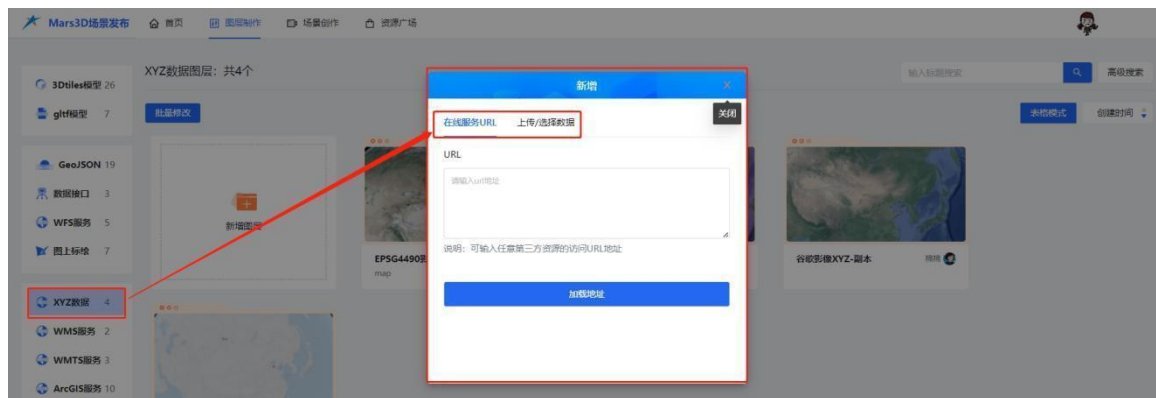 Mars3D场景发布 首页 图层制作 场景创作 资源广场
XYZ数据图层：共4个
输入标题搜索 高级搜索
3Dtiles模型 26
gltf模型 7
批量修改
表格模式 创建时间
GeoJSON 19
数据接口 3
WFS服务 5
图上标绘 7
XYZ数据 4
WMS服务 2
WMTS服务 3
ArcGIS服务 10
新增图层
EPSG4490
map
谷歌影像XYZ-副本
新增 X
关闭
在线服务URL 上传/选择数据
URL
请输入url地址
说明：可输入任意第三方资源的访问URL地址
加载地址